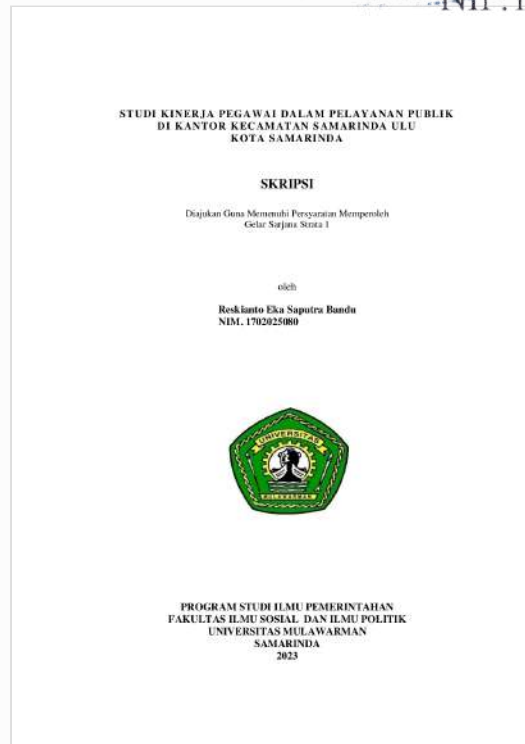 STUDI KINERJA PEGAWAI DALAM PELAYANAN PUBLIK
DI KANTOR KECAMATAN SAMARINDA ULU
KOTA SAMARINDA
SKRIPSI
Diajukan Guna Memenuhi Persyaratan Memperoleh
Gelar Sarjana Strata 1
oleh
Reskianto Eka Saputra Bandu
NIM. 1702025080
UNIVERSITAS
MULAWARMAN
PROGRAM STUDI ILMU PEMERINTAHAN
FAKULTAS ILMU SOSIAL DAN ILMU POLITIK
UNIVERSITAS MULAWARMAN
SAMARINDA
2023